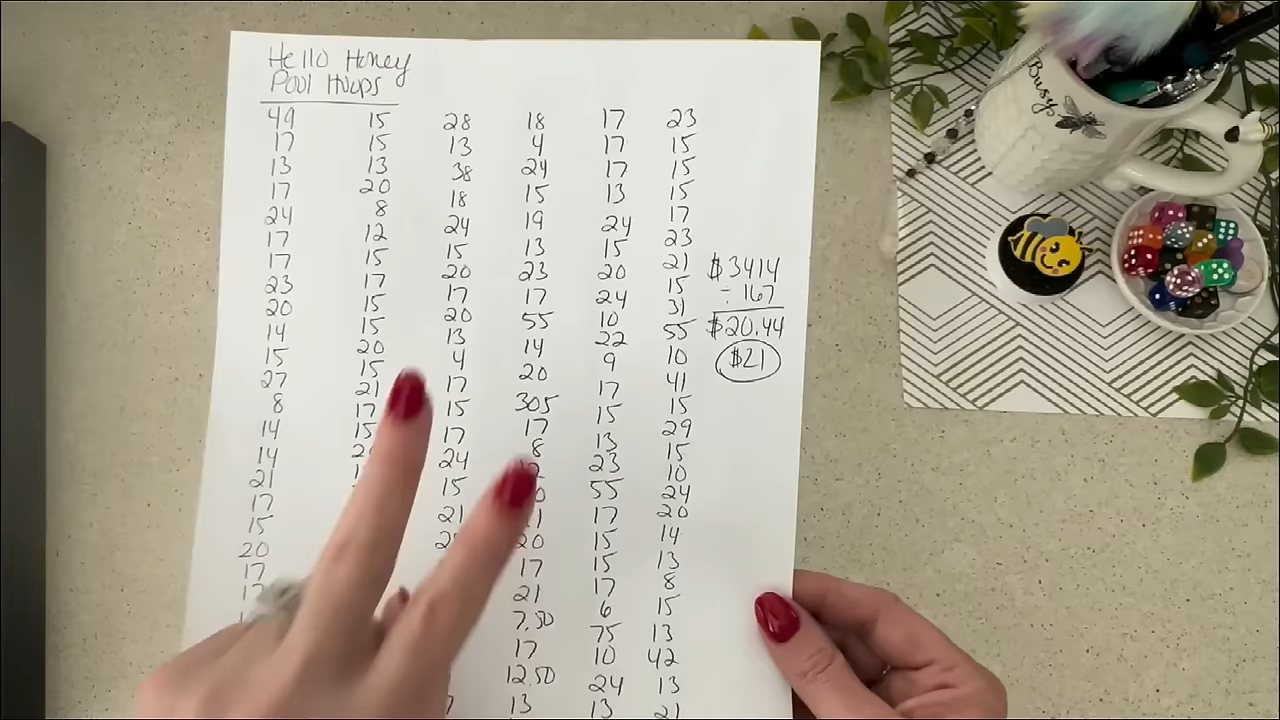 Hello Honey
Pool Hoops
49 15 28 18 17 23
17 15 13 4 17 15
13 13 38 24 17 15
17 20 18 15 13 15
24 8 24 19 24 17
17 12 15 13 15 23
17 15 20 23 20 21
23 17 17 17 24 15
20 15 20 55 10 31
14 15 13 14 22 55
15 20 4 20 9 10
27 15 17 305 17 41
8 21 15 17 15 15
14 17 17 8 13 29
14 15 24 23 15
21 15 55 10
17 21 17 24
15 20 15 20
20 17 15 14
17 21 17 13
7.50 6 8
17 75 15
12.50 10 13
13 24 42
13 13
21
$3414
÷ 167
$20.44
$21
Busy